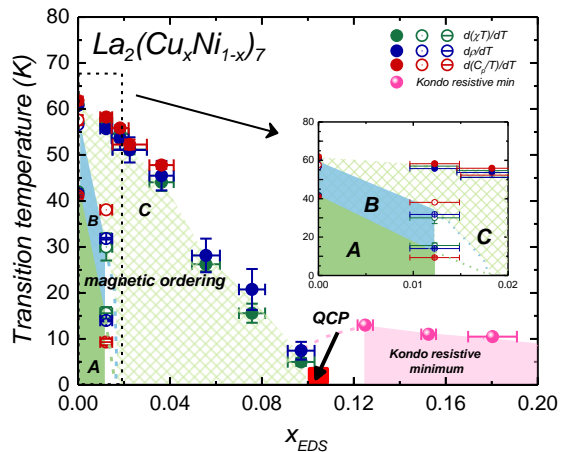 La2(CuxNi1-x)7
d(χT)/dT
dρ/dT
d(Cp/T)/dT
Kondo resistive min
Transition temperature (K)
80
70
60
50
40
30
20
10
0
0.00 0.04 0.08 0.12 0.16 0.20
xEDS
B
C
magnetic ordering
A
QCP
Kondo resistive
minimum
80
60
40
20
0
0.00 0.01 0.02
B
A
C